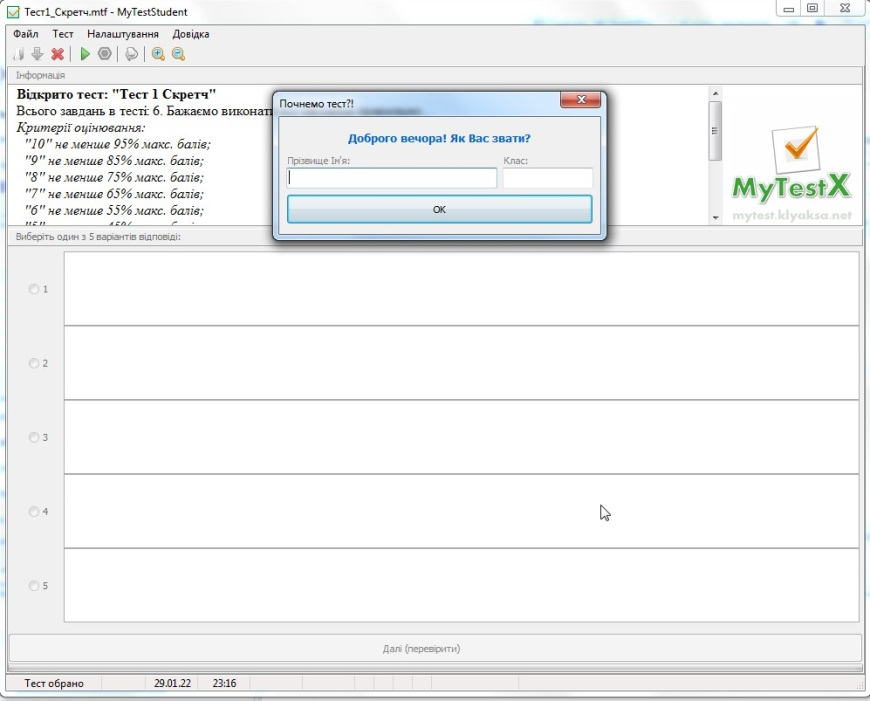 Тест1_Скретч.mtf - MyTestStudent
Файл Тест Налаштування Довідка
Інформація
Відкрито тест: "Тест 1 Скретч"
Всього завдань в тесті: 6. Бажаємо виконати
Критерії оцінювання:
"10" не менше 95% макс. балів;
"9" не менше 85% макс. балів;
"8" не менше 75% макс. балів;
"7" не менше 65% макс. балів;
"6" не менше 55% макс. балів;
Почнемо тест?!
Доброго вечора! Як Вас звати?
Прізвище Ім'я: Клас:
ОК
MyTestX
mytest.klyaksa.net
Виберіть один з 5 варіантів відповіді:
1
2
3
4
5
Далі (перевірити)
Тест обрано 29.01.22 23:16